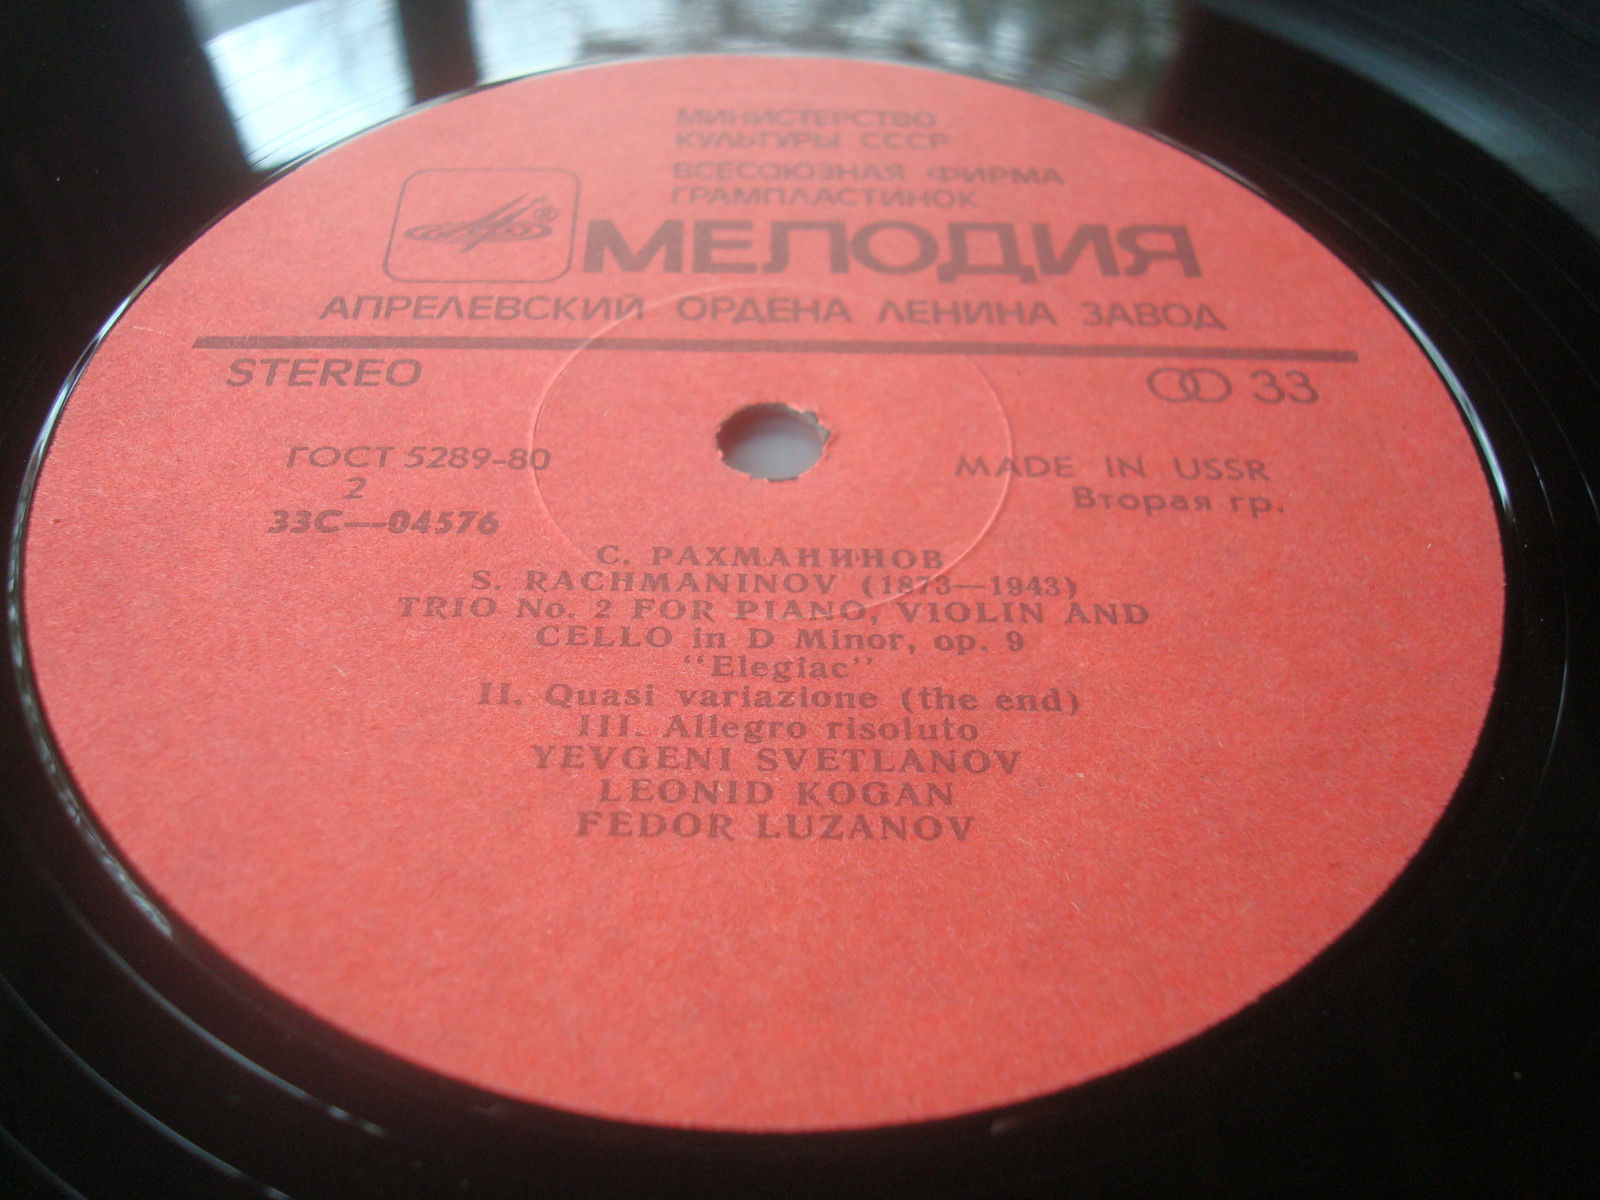 МИНИСТЕРСТВО
КУЛЬТУРЫ СССР
ВСЕСОЮЗНАЯ ФИРМА
ГРАМПЛАСТИНОК
МЕЛОДИЯ
®
АПРЕЛЕВСКИЙ ОРДЕНА ЛЕНИНА ЗАВОД
STEREO
33
ГОСТ 5289-80
MADE IN USSR
2
Вторая гр.
33С—04576
С. РАХМАНИНОВ
S. RACHMANINOV (1873—1943)
TRIO No. 2 FOR PIANO, VIOLIN AND
CELLO in D Minor, op. 9
"Elegiac"
II. Quasi variazione (the end)
III. Allegro risoluto
YEVGENI SVETLANOV
LEONID KOGAN
FEDOR LUZANOV